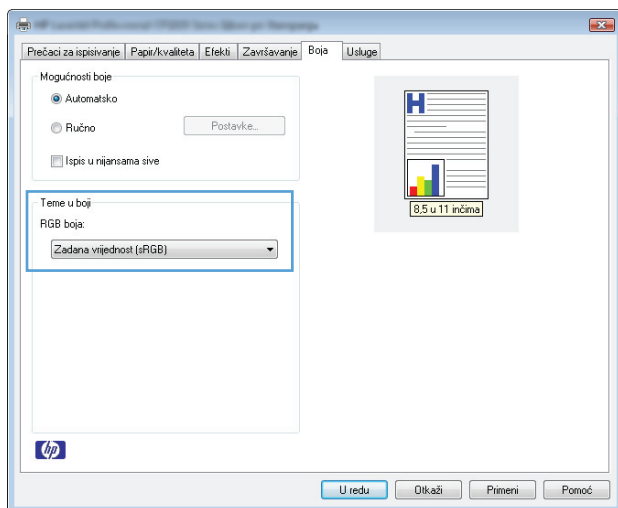 Prečaci za ispisivanje Papir/kvaliteta Efekti Završavanje Boja Usluge
Mogućnosti boje
Automatsko
Ručno
Postavke...
Ispis u nijansama sive
H
8,5 u 11 inčima
Teme u boji
RGB boja:
Zadana vrijednost (sRGB)
hp
U redu Otkaži Primeni Pomoć